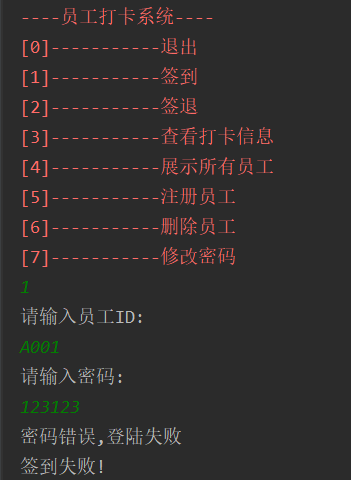 ----员工打卡系统----
[0]-----------退出
[1]-----------签到
[2]-----------签退
[3]-----------查看打卡信息
[4]-----------展示所有员工
[5]-----------注册员工
[6]-----------删除员工
[7]-----------修改密码
1
请输入员工ID:
A001
请输入密码:
123123
密码错误,登陆失败
签到失败!